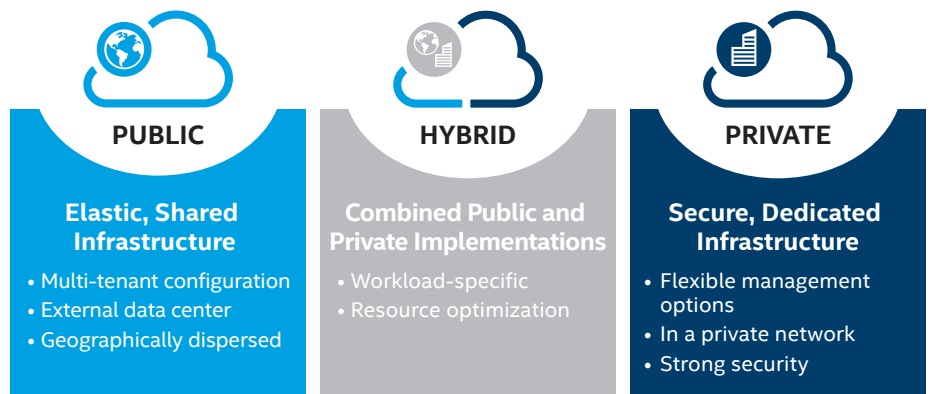 PUBLIC
Elastic, Shared
Infrastructure
• Multi-tenant configuration
• External data center
• Geographically dispersed
HYBRID
Combined Public and
Private Implementations
• Workload-specific
• Resource optimization
PRIVATE
Secure, Dedicated
Infrastructure
• Flexible management
options
• In a private network
• Strong security